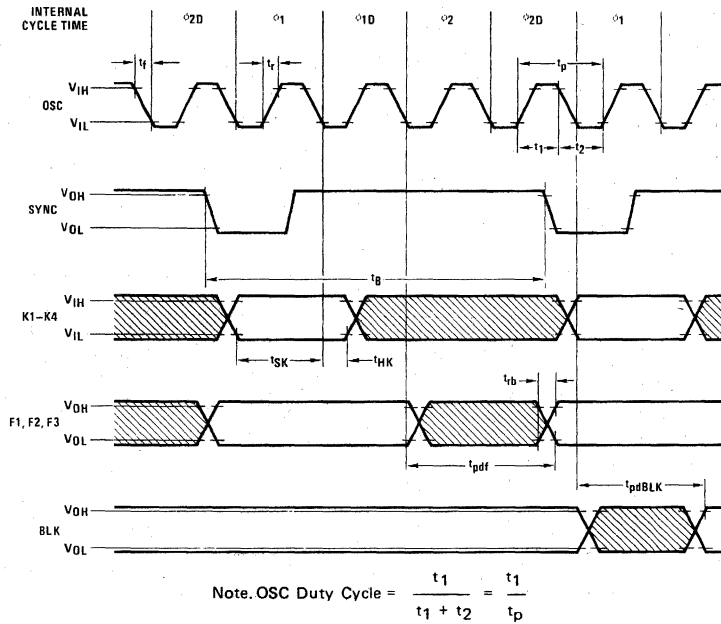 INTERNAL
CYCLE TIME
ϕ2D ϕ1 ϕ1D ϕ2 ϕ2D ϕ1
tf tr tp
VIH
OSC
VIL
t1 t2
VOH
SYNC
VOL
tB
VIH
K1–K4
VIL
tSK tHK
trb
VOH
F1, F2, F3
VOL
tpdf
tpdBLK
VOH
BLK
VOL
Note. OSC Duty Cycle = t1 / t1 + t2 = t1 / tp